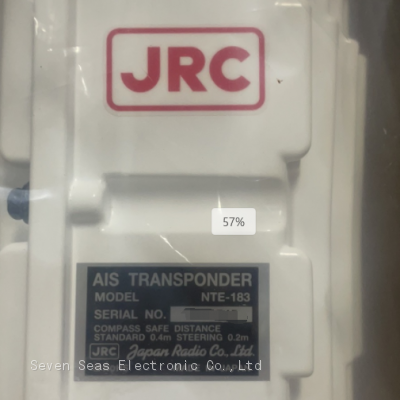 JRC
57%
AIS TRANSPONDER
MODEL NTE-183
SERIAL NO.
COMPASS SAFE DISTANCE
STANDARD 0.4m STEERING 0.2m
JRC Japan Radio Co., Ltd.
Seven Seas Electronic Co.,Ltd